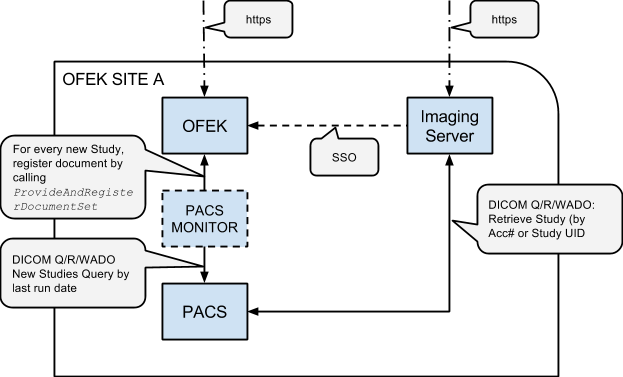 https
https
OFEK SITE A
OFEK
Imaging
Server
SSO
For every new Study,
register document by
calling
ProvideAndRegiste
rDocumentSet
PACS
MONITOR
DICOM Q/R/WADO:
Retrieve Study (by
Acc# or Study UID
DICOM Q/R/WADO
New Studies Query by
last run date
PACS